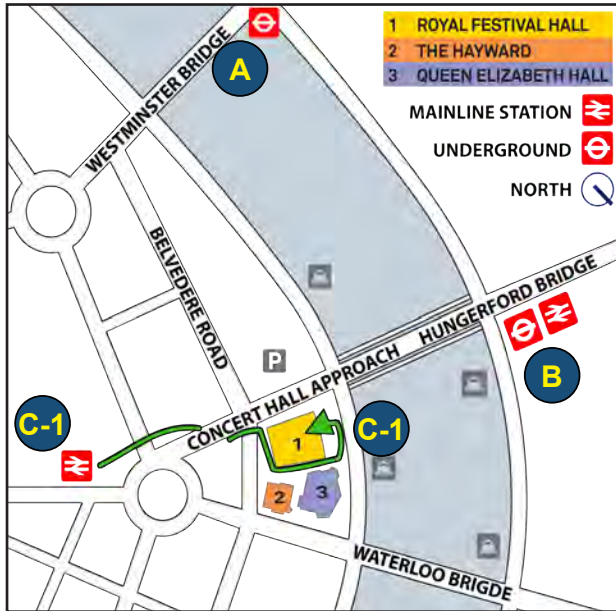 1 ROYAL FESTIVAL HALL
2 THE HAYWARD
3 QUEEN ELIZABETH HALL
MAINLINE STATION
UNDERGROUND
NORTH
A
WESTMINSTER BRIDGE
BELVEDERE ROAD
HUNGERFORD BRIDGE
P
B
CONCERT HALL APPROACH
C-1
C-1
1
2
3
WATERLOO BRIGDE